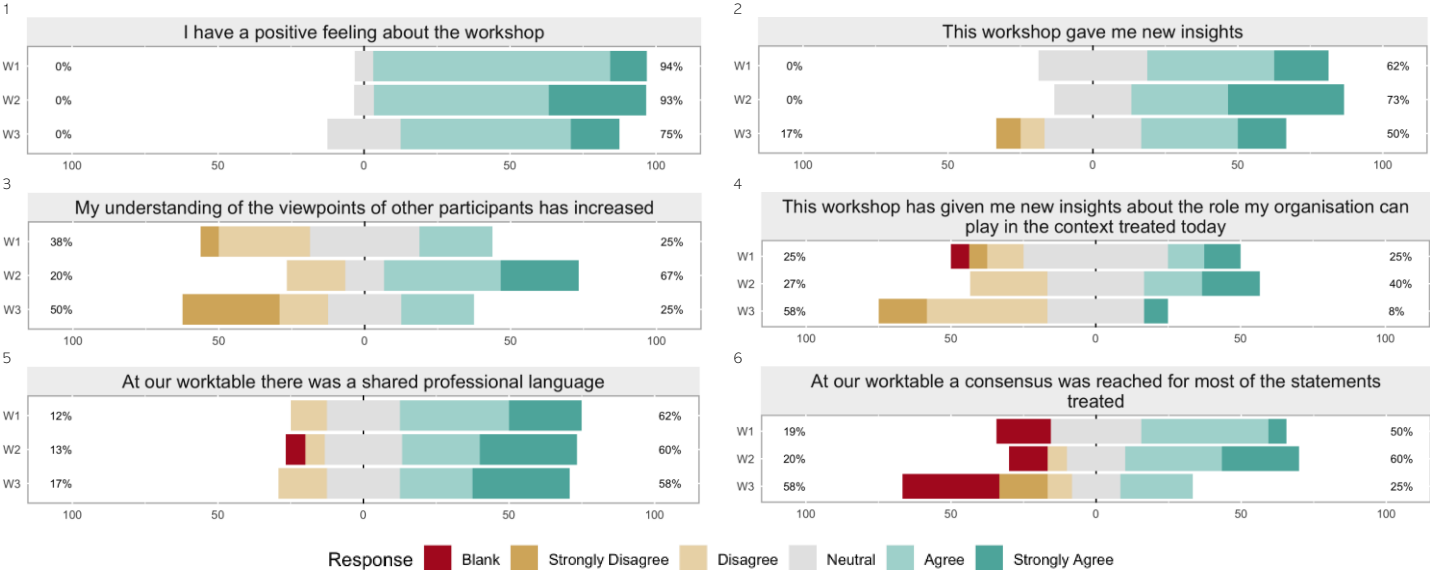 1
I have a positive feeling about the workshop
W1 0% 94%
W2 0% 93%
W3 0% 75%
100 50 0 50 100
2
This workshop gave me new insights
W1 0% 62%
W2 0% 73%
W3 17% 50%
100 50 0 50 100
3
My understanding of the viewpoints of other participants has increased
W1 38% 25%
W2 20% 67%
W3 50% 25%
100 50 0 50 100
4
This workshop has given me new insights about the role my organisation can
play in the context treated today
W1 25% 25%
W2 27% 40%
W3 58% 8%
100 50 0 50 100
5
At our worktable there was a shared professional language
W1 12% 62%
W2 13% 60%
W3 17% 58%
100 50 0 50 100
6
At our worktable a consensus was reached for most of the statements
treated
W1 19% 50%
W2 20% 60%
W3 58% 25%
100 50 0 50 100
Response Blank Strongly Disagree Disagree Neutral Agree Strongly Agree